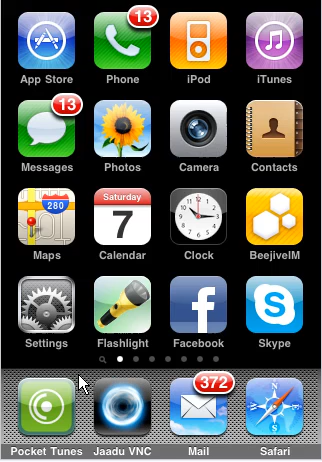 13
App Store Phone iPod iTunes
13
Messages Photos Camera Contacts
280
Saturday
7
Maps Calendar Clock BeejiveIM
f S
Settings Flashlight Facebook Skype
372
Pocket Tunes Jaadu VNC Mail Safari